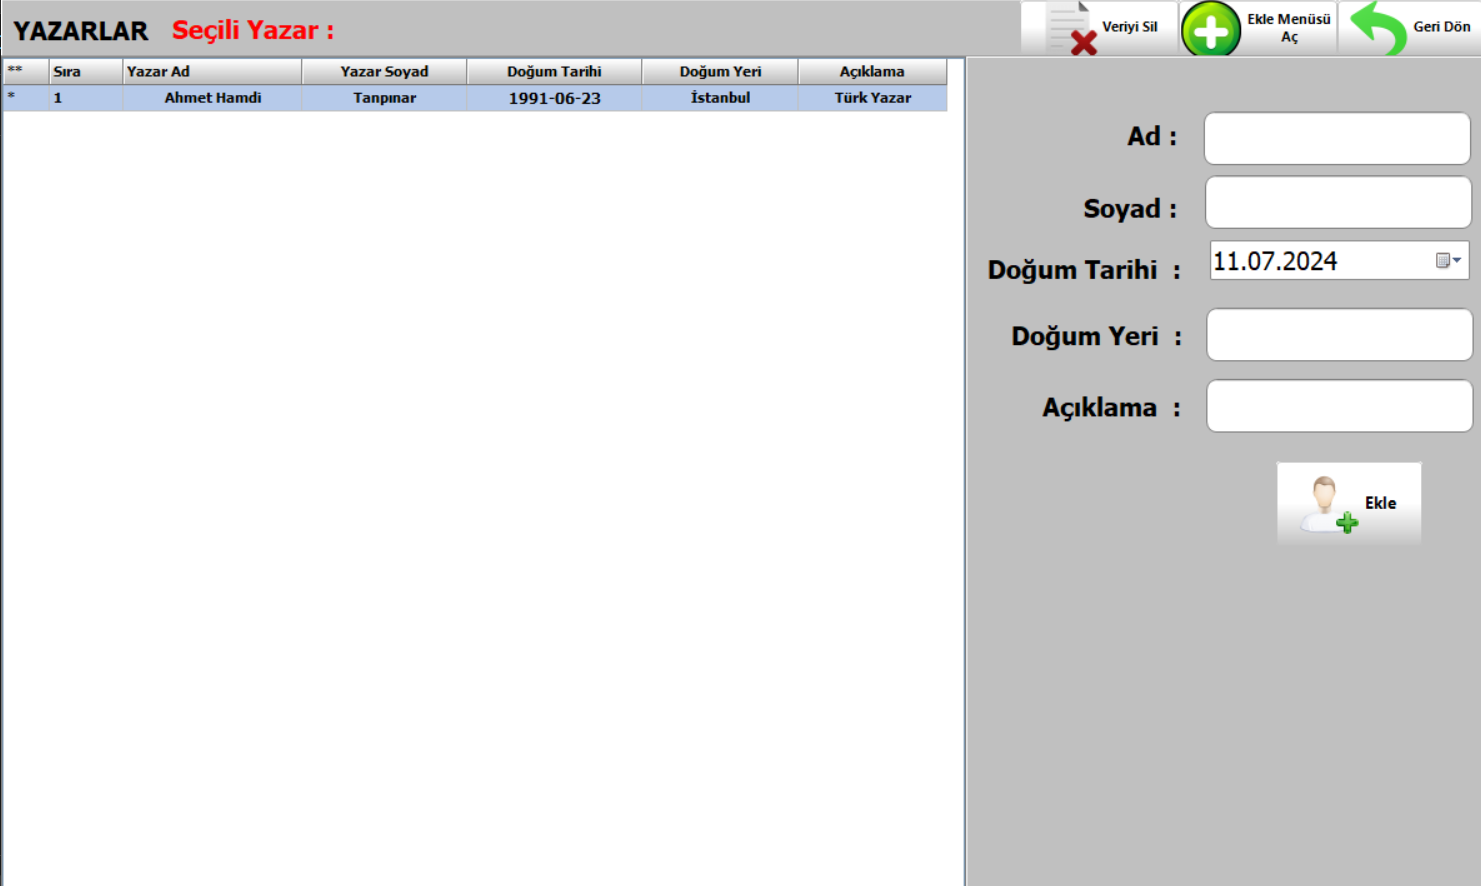 YAZARLAR Seçili Yazar :
Veriyi Sil
Ekle Menüsü
Aç
Geri Dön
** Sıra Yazar Ad Yazar Soyad Doğum Tarihi Doğum Yeri Açıklama
* 1 Ahmet Hamdi Tanpınar 1991-06-23 İstanbul Türk Yazar
Ad :
Soyad :
Doğum Tarihi : 11.07.2024
Doğum Yeri :
Açıklama :
Ekle